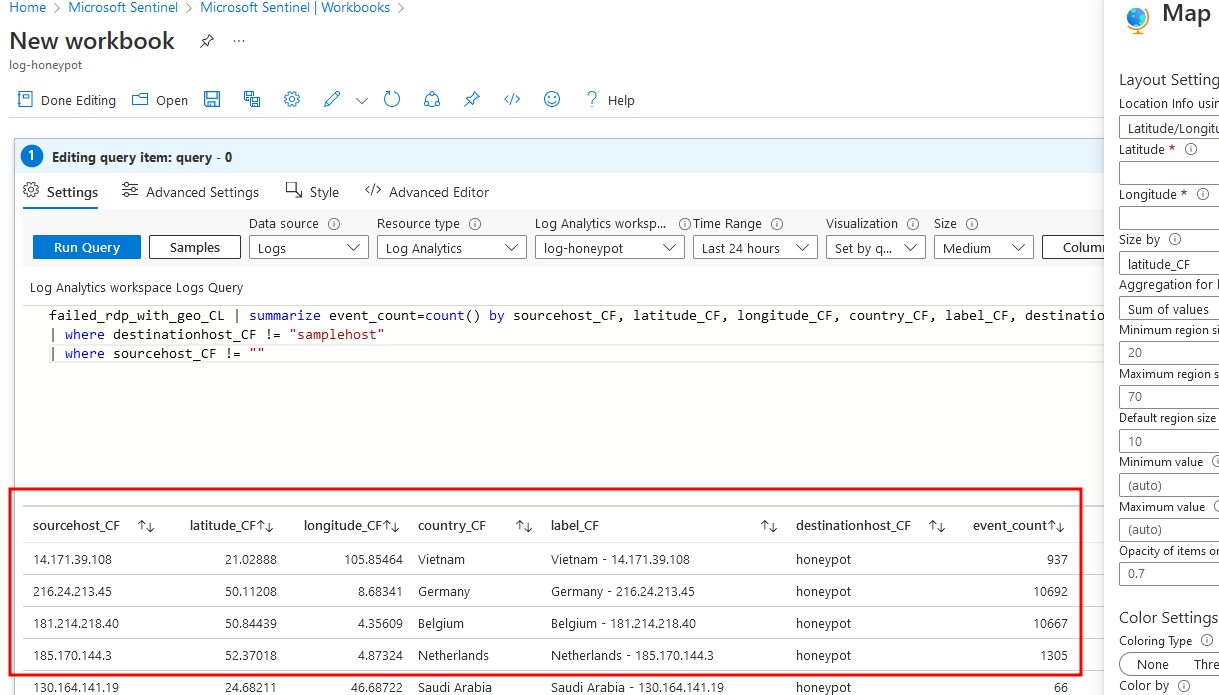 Home > Microsoft Sentinel > Microsoft Sentinel | Workbooks >
New workbook ...
log-honeypot
Done Editing Open Help
1 Editing query item: query - 0
Settings Advanced Settings Style Advanced Editor
Data source Resource type Log Analytics worksp... Time Range Visualization Size
Run Query Samples Logs Log Analytics log-honeypot Last 24 hours Set by q... Medium Colum
Log Analytics workspace Logs Query
failed_rdp_with_geo_CL | summarize event_count=count() by sourcehost_CF, latitude_CF, longitude_CF, country_CF, label_CF, destination
| where destinationhost_CF != "samplehost"
| where sourcehost_CF != ""
sourcehost_CF latitude_CF longitude_CF country_CF label_CF destinationhost_CF event_count
14.171.39.108 21.02888 105.85464 Vietnam Vietnam - 14.171.39.108 honeypot 937
216.24.213.45 50.11208 8.68341 Germany Germany - 216.24.213.45 honeypot 10692
181.214.218.40 50.84439 4.35609 Belgium Belgium - 181.214.218.40 honeypot 10667
185.170.144.3 52.37018 4.87324 Netherlands Netherlands - 185.170.144.3 honeypot 1305
130.164.141.19 24.68211 46.68722 Saudi Arabia Saudi Arabia - 130.164.141.19 honeypot 66
Map
Layout Setting
Location Info usin
Latitude/Longitu
Latitude *
Longitude *
Size by
latitude_CF
Aggregation for l
Sum of values
Minimum region si
20
Maximum region s
70
Default region size
10
Minimum value
(auto)
Maximum value
(auto)
Opacity of items or
0.7
Color Settings
Coloring Type
None Thre
Color by